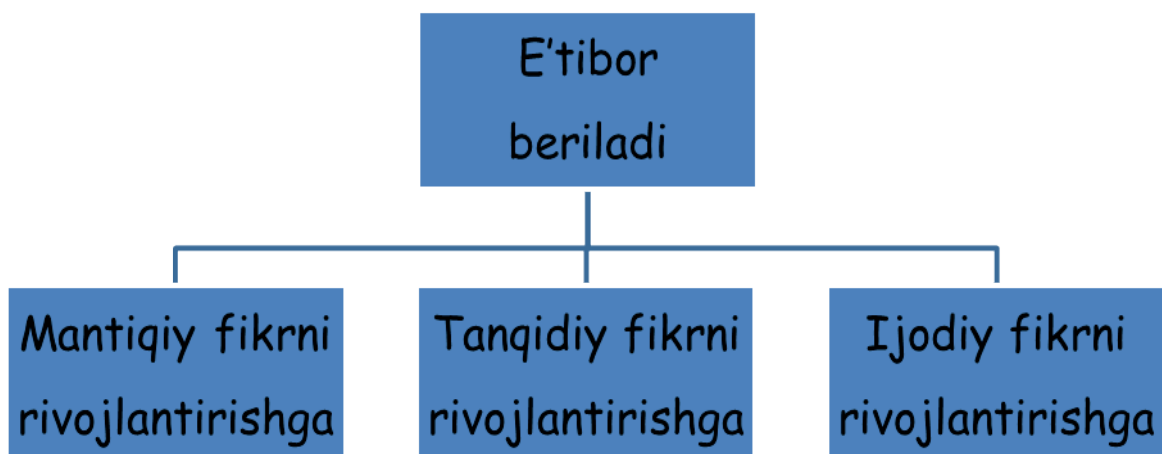 E'tibor
beriladi
Mantiqiy fikrni
rivojlantirishga
Tanqidiy fikrni
rivojlantirishga
Ijodiy fikrni
rivojlantirishga